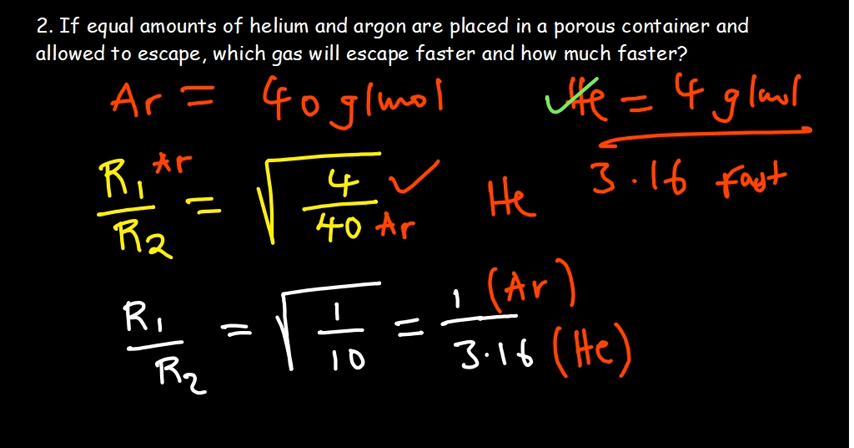 2. If equal amounts of helium and argon are placed in a porous container and
allowed to escape, which gas will escape faster and how much faster?
Ar = 40 g/mol He = 4 g/mol
3.16 fast
R1 Ar / R2 = √ 4 / 40 Ar He
R1 / R2 = √ 1 / 10 = 1 (Ar) / 3.16 (He)